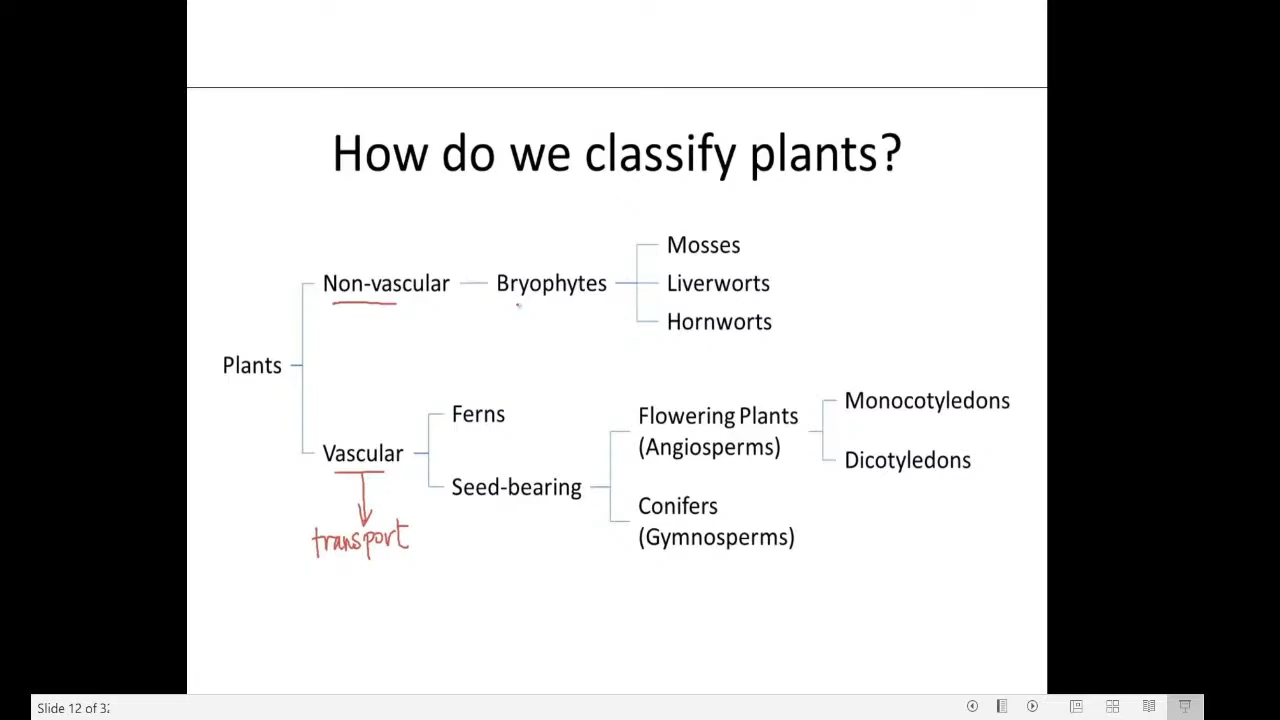 How do we classify plants?
Mosses
Non-vascular
Bryophytes
Liverworts
Hornworts
Plants
Ferns
Flowering Plants
(Angiosperms)
Monocotyledons
Dicotyledons
Vascular
Seed-bearing
Conifers
(Gymnosperms)
transport
Slide 12 of 32